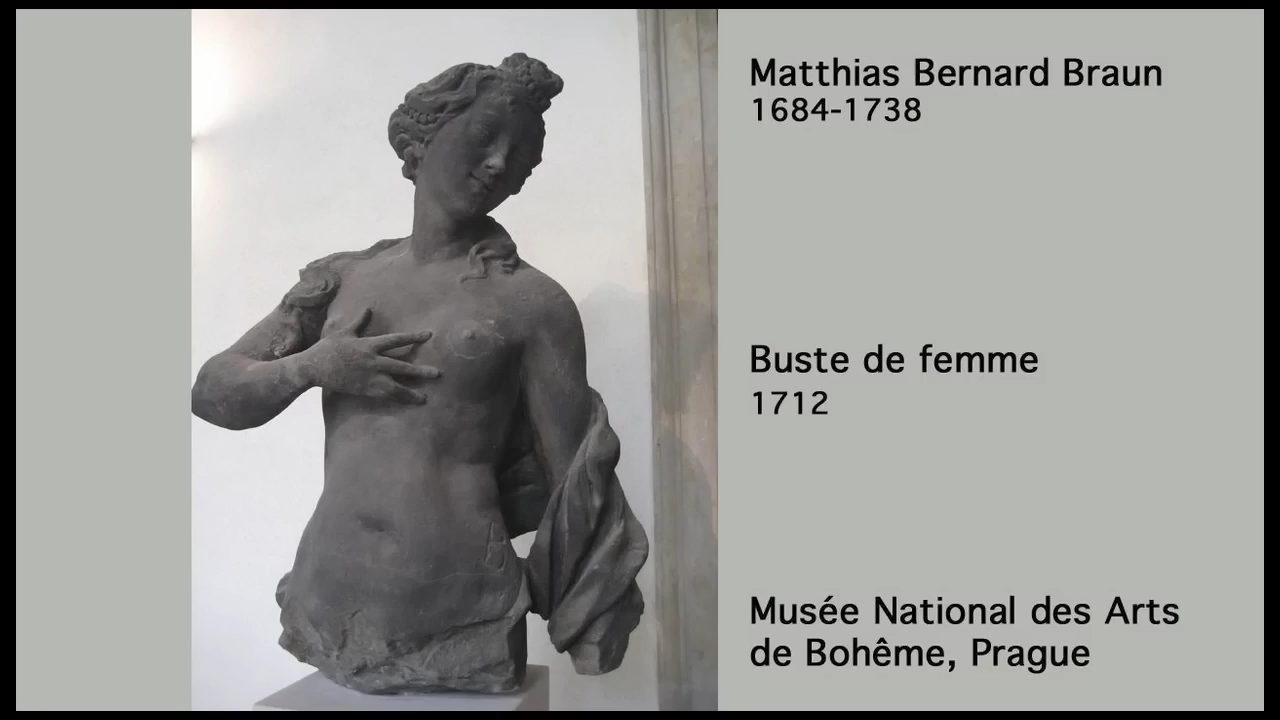 Matthias Bernard Braun
1684-1738
Buste de femme
1712
Musée National des Arts
de Bohême, Prague